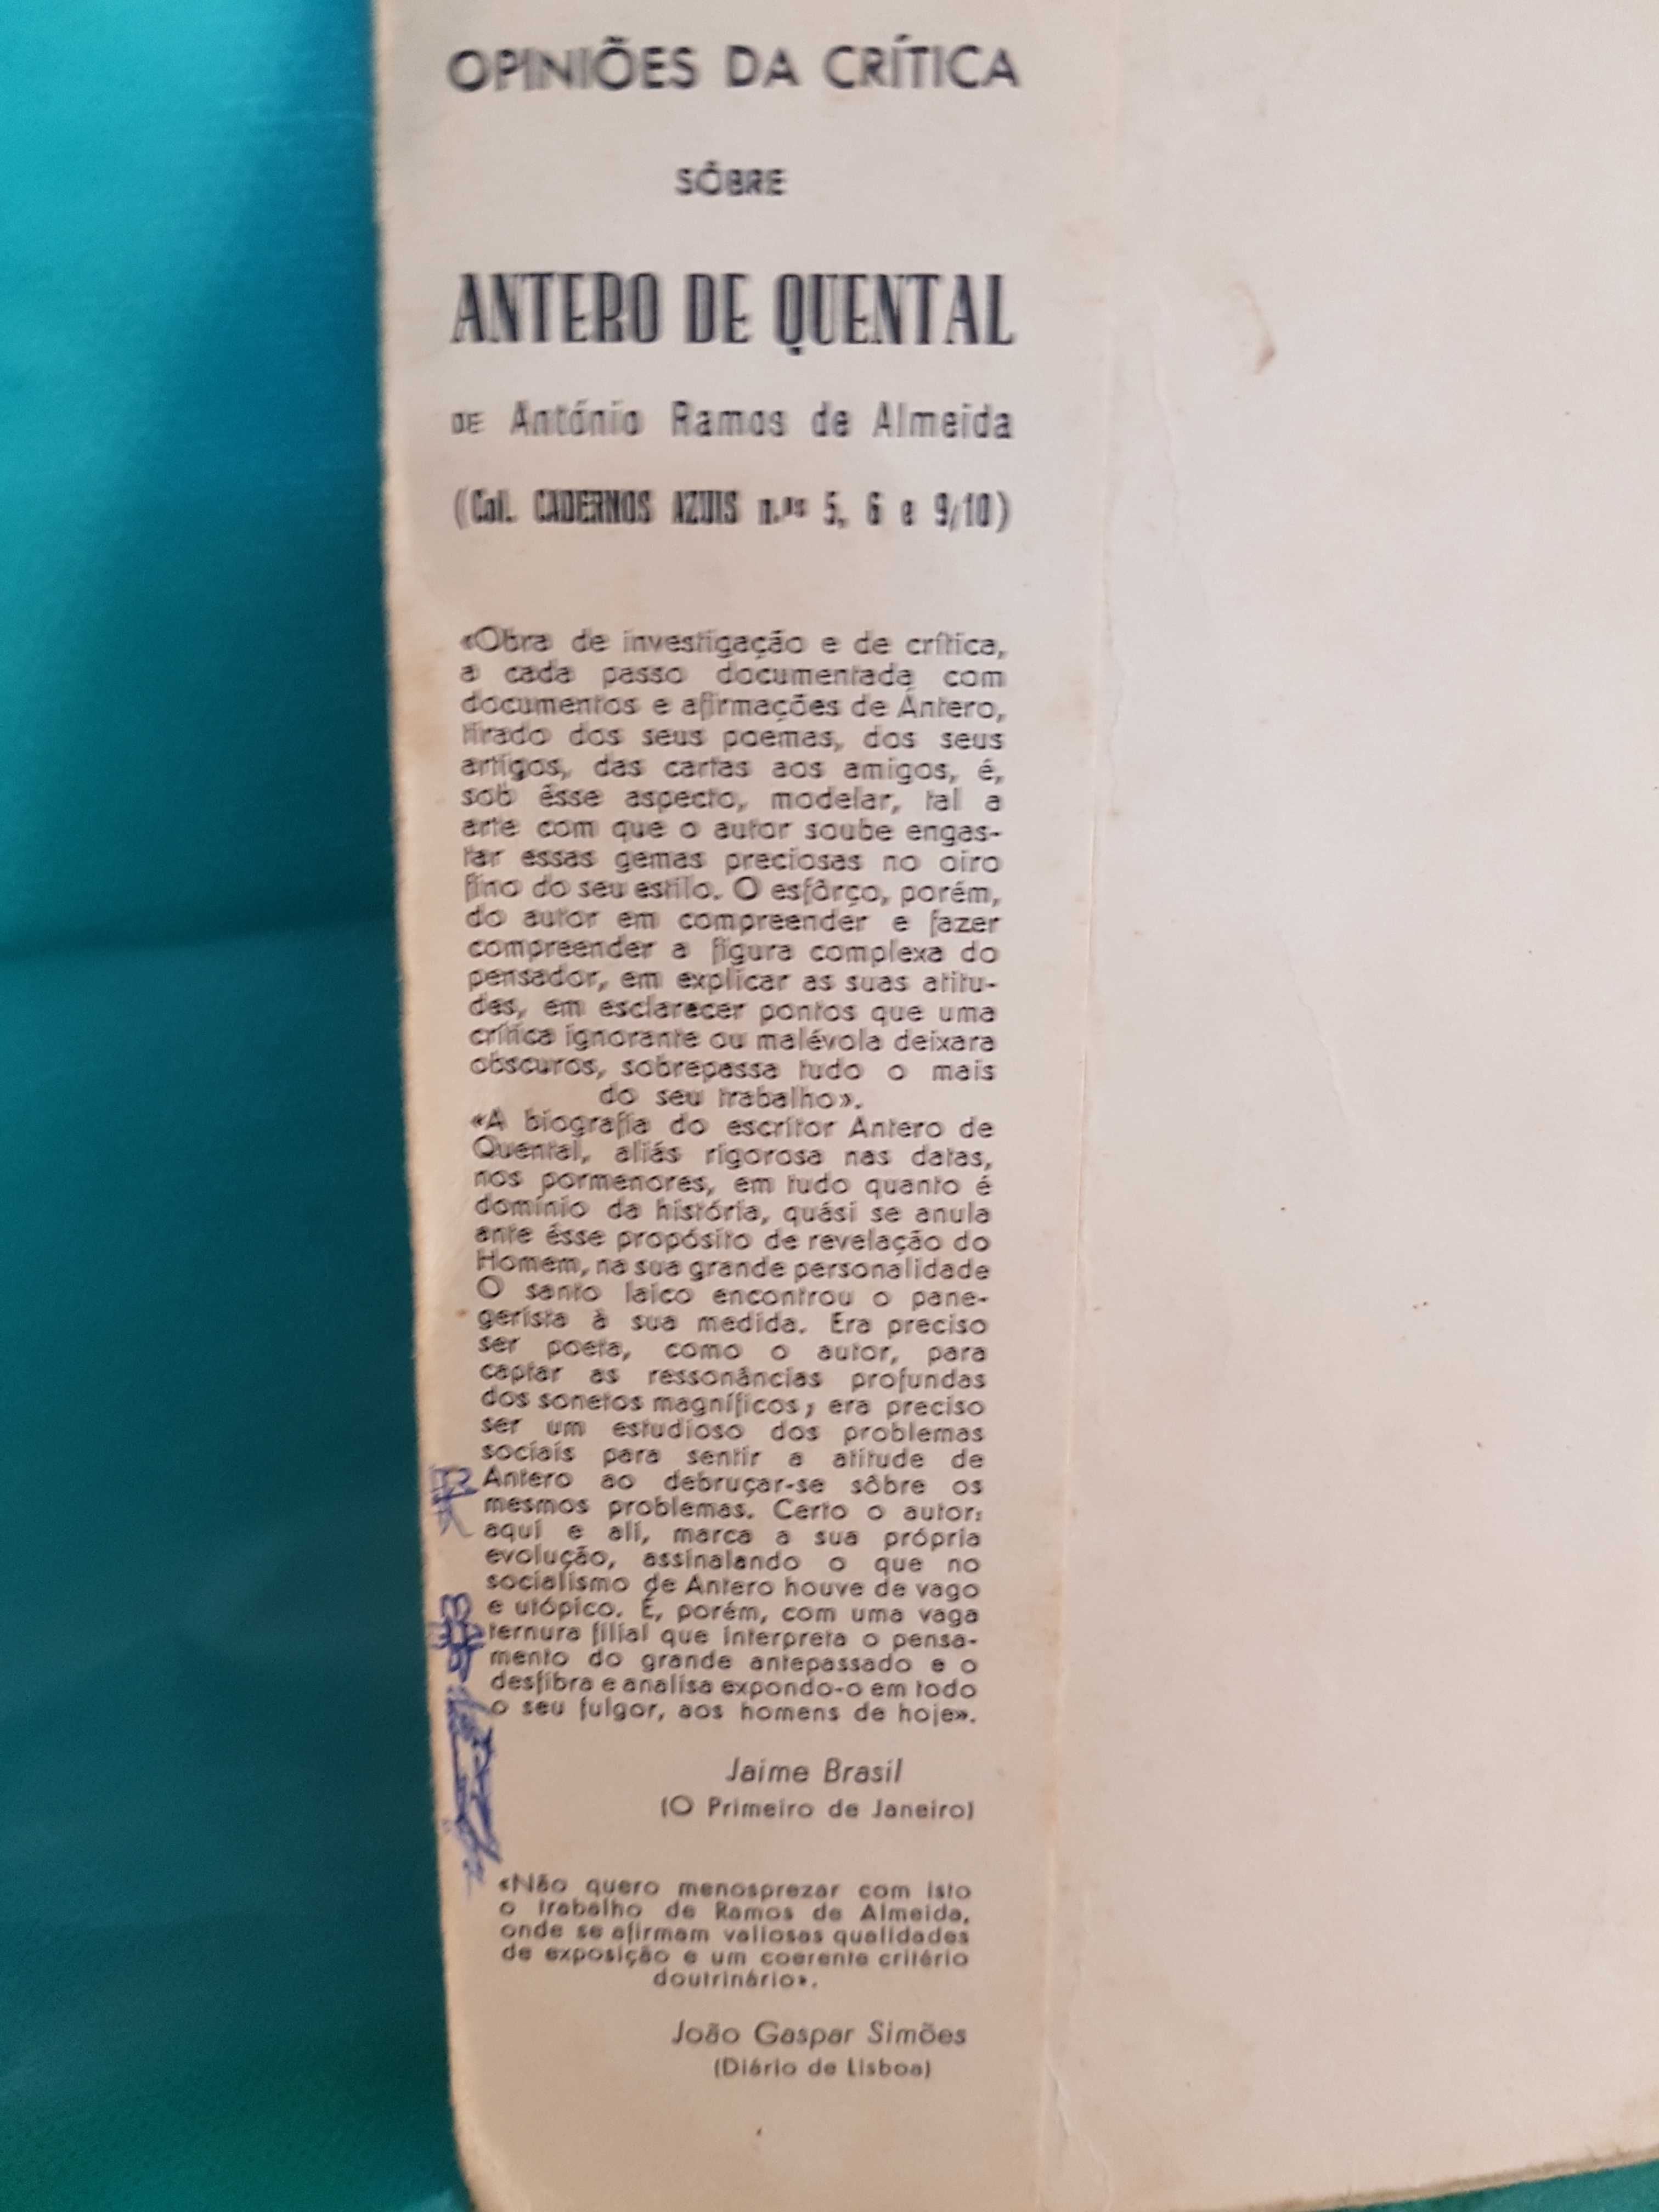 OPINIÕES DA CRÍTICA
SÔBRE
ANTERO DE QUENTAL
DE António Ramos de Almeida
(Col. CADERNOS AZUIS n.os 5, 6 e 9/10)
«Obra de investigação e de crítica,
a cada passo documentada com
documentos e afirmações de Ántero,
tirado dos seus poemas, dos seus
artigos, das cartas aos amigos, é,
sob êsse aspecto, modelar, tal a
arte com que o autor soube engas-
tar essas gemas preciosas no oiro
fino do seu estilo. O esfôrço, porém,
do autor em compreender e fazer
compreender a figura complexa do
pensador, em explicar as suas atitu-
des, em esclarecer pontos que uma
crítica ignorante ou malévola deixara
obscuros, sobrepassa tudo o mais
do seu trabalho».
«A biografia do escritor Antero de
Quental, aliás rigorosa nas datas,
nos pormenores, em tudo quanto é
domínio da história, quási se anula
ante êsse propósito de revelação do
Homem, na sua grande personalidade
O santo laico encontrou o pane-
gerista à sua medida. Era preciso
ser poeta, como o autor, para
captar as ressonâncias profundas
dos sonetos magníficos; era preciso
ser um estudioso dos problemas
sociais para sentir a atitude de
Antero ao debruçar-se sôbre os
mesmos problemas. Certo o autor:
aqui e ali, marca a sua própria
evolução, assinalando o que no
socialismo de Antero houve de vago
e utópico. É, porém, com uma vaga
ternura filial que interpreta o pensa-
mento do grande antepassado e o
desfibra e analisa expondo-o em todo
o seu fulgor, aos homens de hoje».
Jaime Brasil
(O Primeiro de Janeiro)
«Não quero menosprezar com isto
o trabalho de Ramos de Almeida,
onde se afirmam valiosas qualidades
de exposição e um coerente critério
doutrinário».
João Gaspar Simões
(Diário de Lisboa)